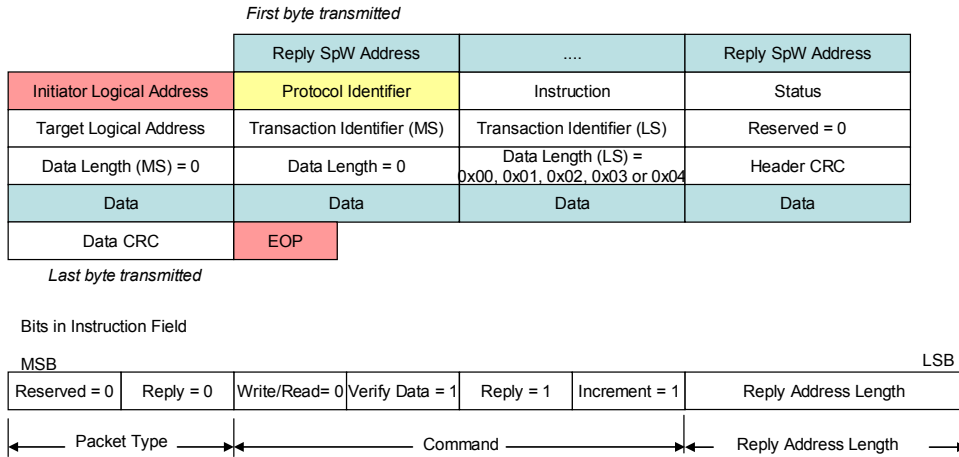 First byte transmitted
Reply SpW Address .... Reply SpW Address
Initiator Logical Address Protocol Identifier Instruction Status
Target Logical Address Transaction Identifier (MS) Transaction Identifier (LS) Reserved = 0
Data Length (MS) = 0 Data Length = 0 Data Length (LS) = 0x00, 0x01, 0x02, 0x03 or 0x04 Header CRC
Data Data Data Data
Data CRC EOP
Last byte transmitted
Bits in Instruction Field
MSB LSB
Reserved = 0 Reply = 0 Write/Read= 0 Verify Data = 1 Reply = 1 Increment = 1 Reply Address Length
Packet Type Command Reply Address Length